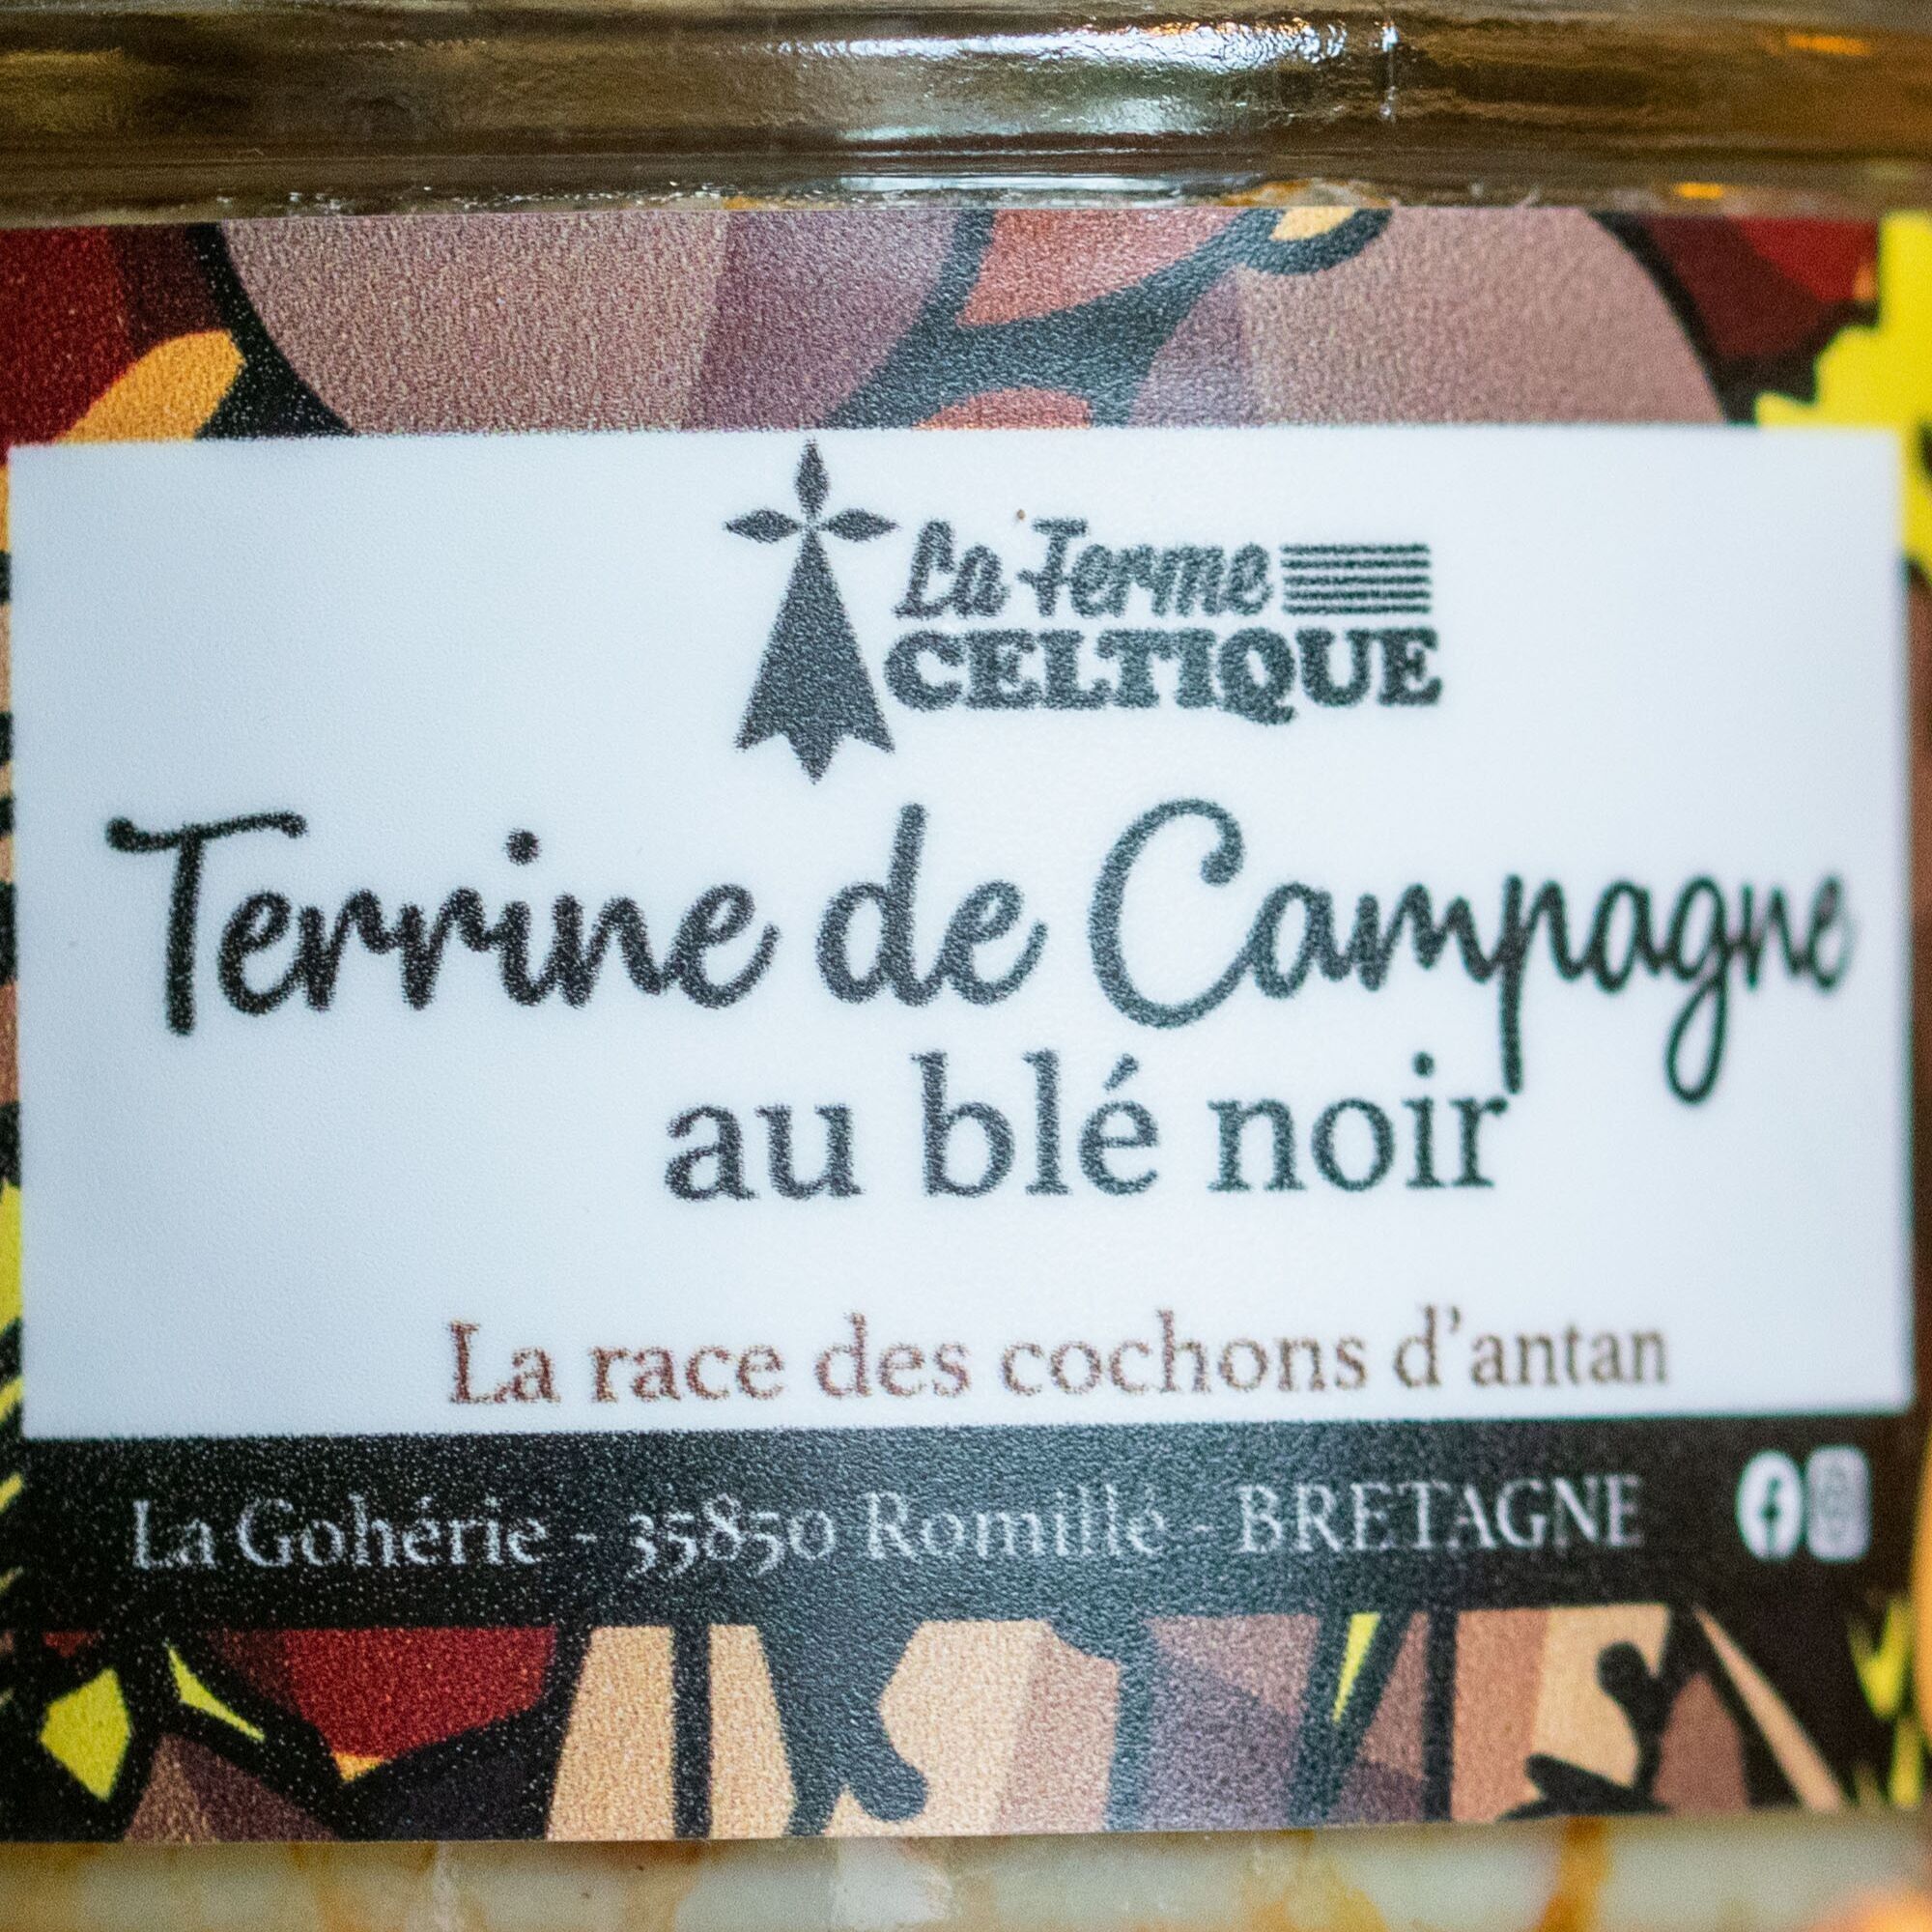 La Ferme
CELTIQUE
Terrine de Campagne
au blé noir
La race des cochons d'antan
La Gohérie - 35850 Romillé - BRETAGNE